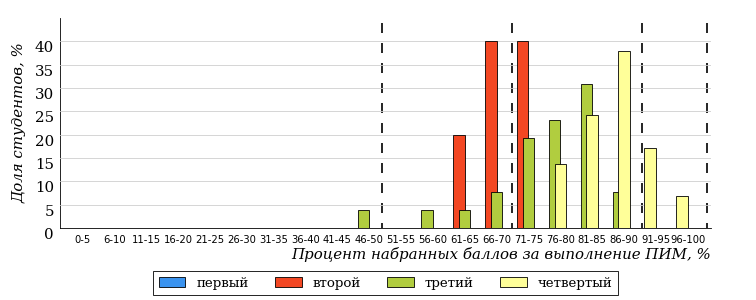 Доля студентов, %
40
35
30
25
20
15
10
5
0
0-5 6-10 11-15 16-20 21-25 26-30 31-35 36-40 41-45 46-50 51-55 56-60 61-65 66-70 71-75 76-80 81-85 86-90 91-95 96-100
Процент набранных баллов за выполнение ПИМ, %
первый второй третий четвертый